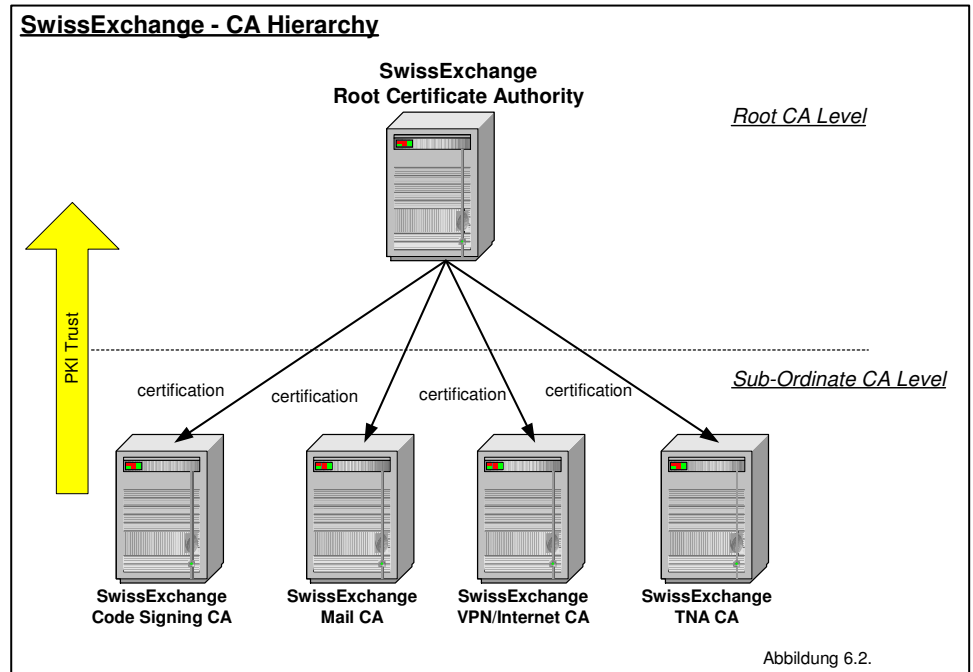 SwissExchange - CA Hierarchy
SwissExchange
Root Certificate Authority
Root CA Level
PKI Trust
Sub-Ordinate CA Level
certification
certification
certification
certification
SwissExchange
Code Signing CA
SwissExchange
Mail CA
SwissExchange
VPN/Internet CA
SwissExchange
TNA CA
Abbildung 6.2.